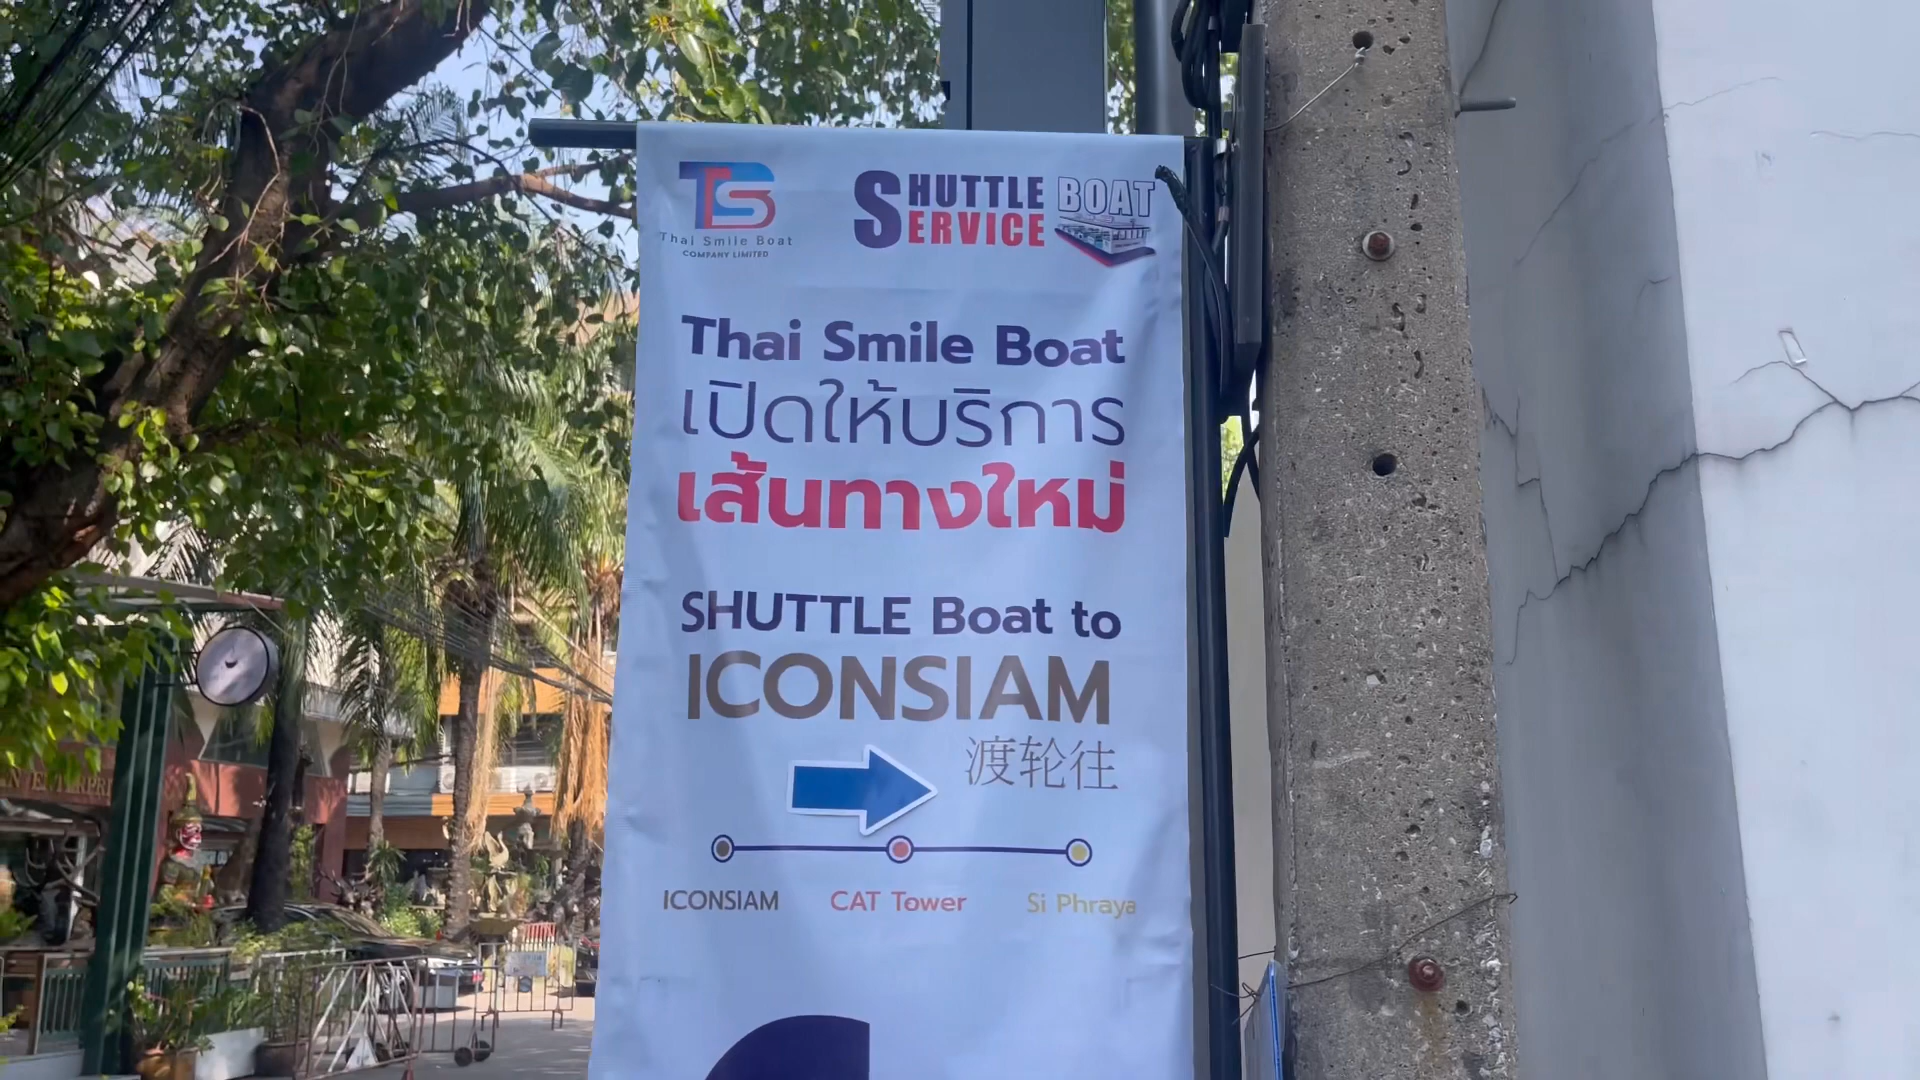 TS
Thai Smile Boat
COMPANY LIMITED
SHUTTLE SERVICE BOAT
Thai Smile Boat
เปิดให้บริการ
เส้นทางใหม่
SHUTTLE Boat to
ICONSIAM
渡轮往
ICONSIAM CAT Tower Si Phraya